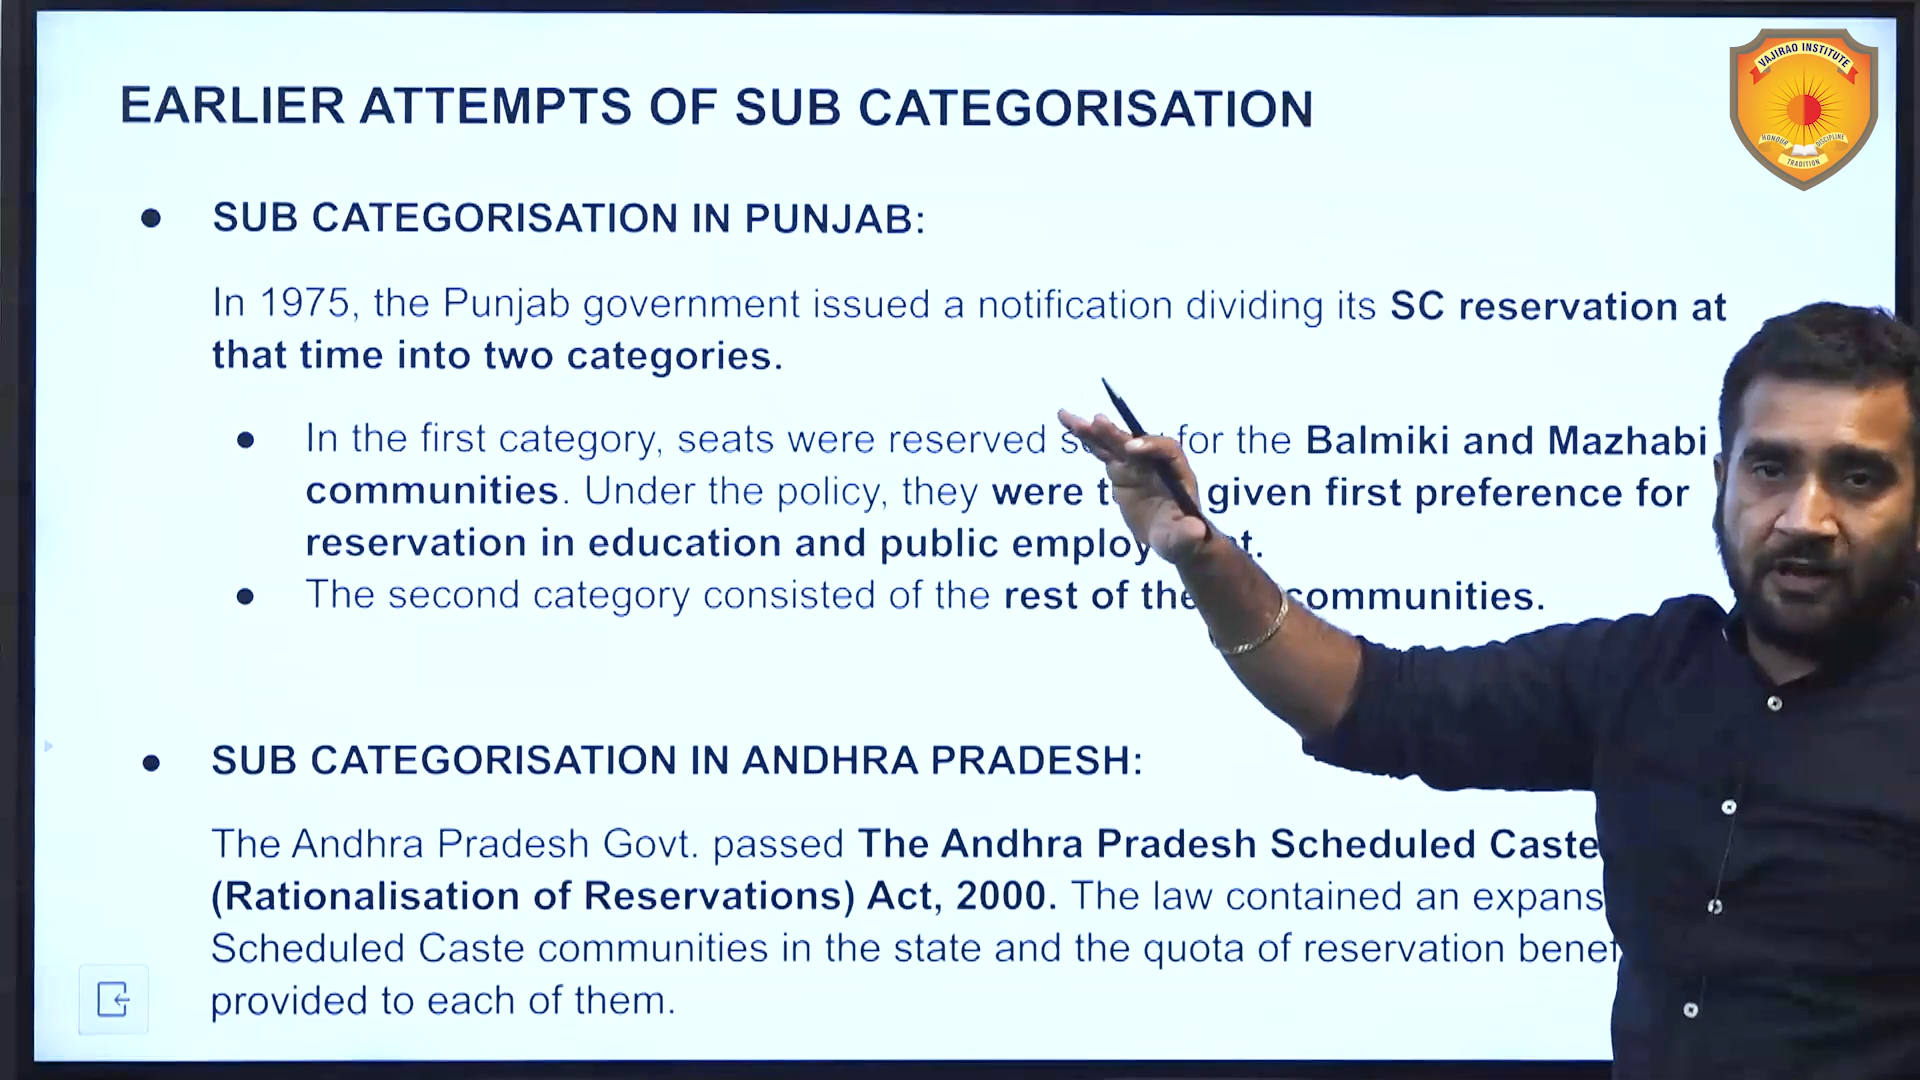 VAJIRAO INSTITUTE
HONOUR
DISCIPLINE
TRADITION
EARLIER ATTEMPTS OF SUB CATEGORISATION
● SUB CATEGORISATION IN PUNJAB:
In 1975, the Punjab government issued a notification dividing its SC reservation at
that time into two categories.
● In the first category, seats were reserved for the Balmiki and Mazhabi
communities. Under the policy, they were given first preference for
reservation in education and public
● The second category consisted of the rest of the communities.
● SUB CATEGORISATION IN ANDHRA PRADESH:
The Andhra Pradesh Govt. passed The Andhra Pradesh Scheduled Caste
(Rationalisation of Reservations) Act, 2000. The law contained an
Scheduled Caste communities in the state and the quota of reservation
provided to each of them.